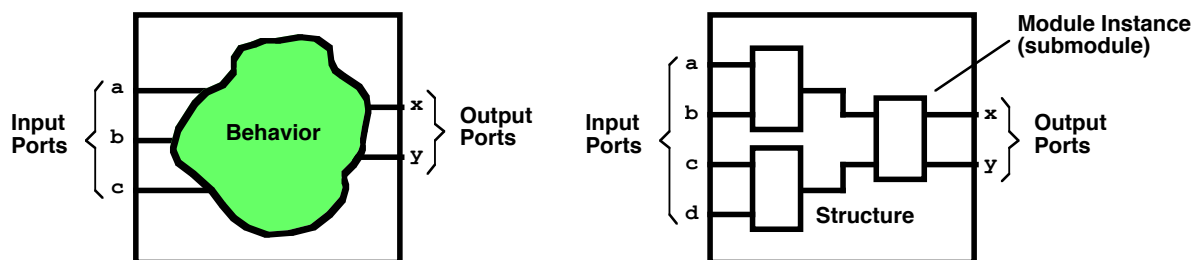 a
b
c
Input
Ports
Behavior
x
y
Output
Ports
Module Instance
(submodule)
a
b
c
d
Input
Ports
Structure
x
y
Output
Ports